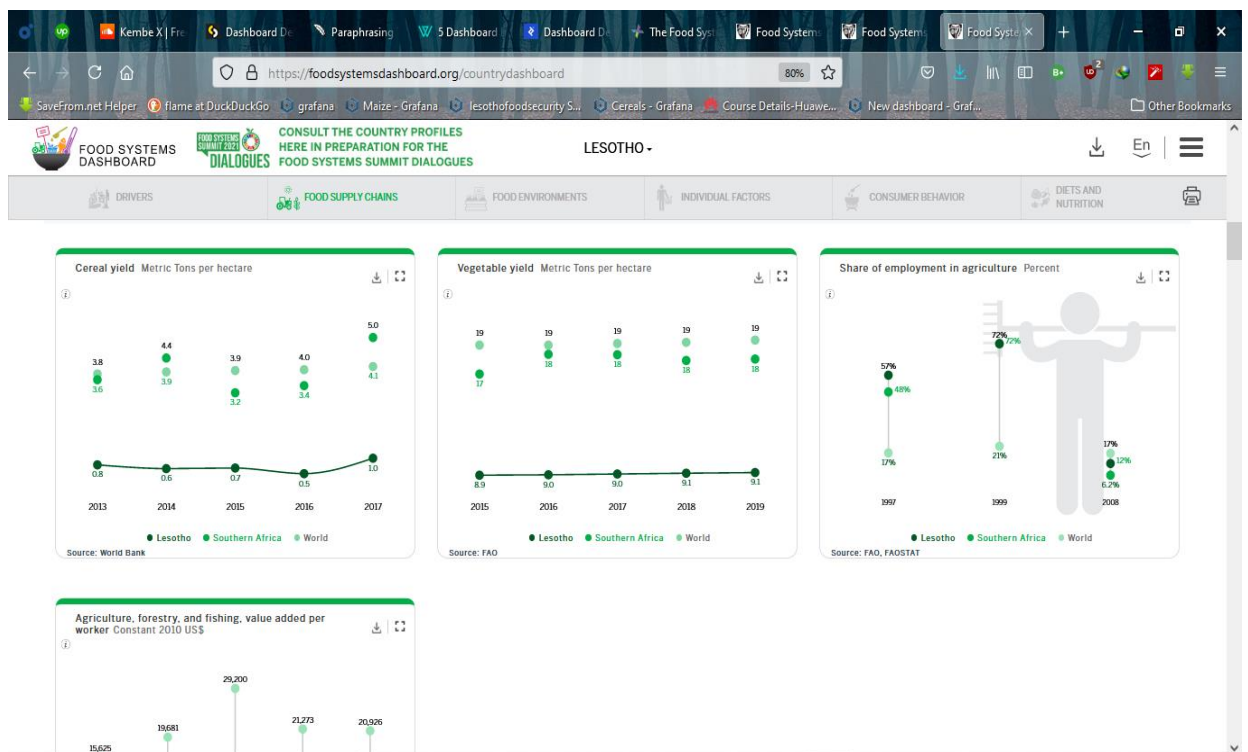 Kembe X | Fre
Dashboard De
Paraphrasing
5 Dashboard
Dashboard De
The Food Syst
Food System
Food System
Food Syste
https://foodsystemsdashboard.org/countrydashboard
80%
2
SaveFrom.net Helper
flame at DuckDuckGo
grafana
Maize - Grafana
lesothofoodsecurity S...
Cereals - Grafana
Course Details-Huawe...
New dashboard - Graf...
Other Bookmarks
FOOD SYSTEMS
DASHBOARD
FOOD SYSTEMS
SUMMIT 2021
DIALOGUES
CONSULT THE COUNTRY PROFILES
HERE IN PREPARATION FOR THE
FOOD SYSTEMS SUMMIT DIALOGUES
LESOTHO
En
DRIVERS
FOOD SUPPLY CHAINS
FOOD ENVIRONMENTS
INDIVIDUAL FACTORS
CONSUMER BEHAVIOR
DIETS AND
NUTRITION
Cereal yield Metric Tons per hectare
5.0
4.4
3.8 3.9 4.0
3.6 3.9 3.2 3.4 4.1
0.8 0.6 0.7 0.5 1.0
2013 2014 2015 2016 2017
Lesotho Southern Africa World
Source: World Bank
Vegetable yield Metric Tons per hectare
19 19 19 19 19
17 18 18 18 18
8.9 9.0 9.0 9.1 9.1
2015 2016 2017 2018 2019
Lesotho Southern Africa World
Source: FAO
Share of employment in agriculture Percent
72%
72%
57%
48%
17% 21% 17%
12%
6.2%
1997 1999 2008
Lesotho Southern Africa World
Source: FAO, FAOSTAT
Agriculture, forestry, and fishing, value added per
worker Constant 2010 US$
29,200
19,681 21,273 20,926
15,625